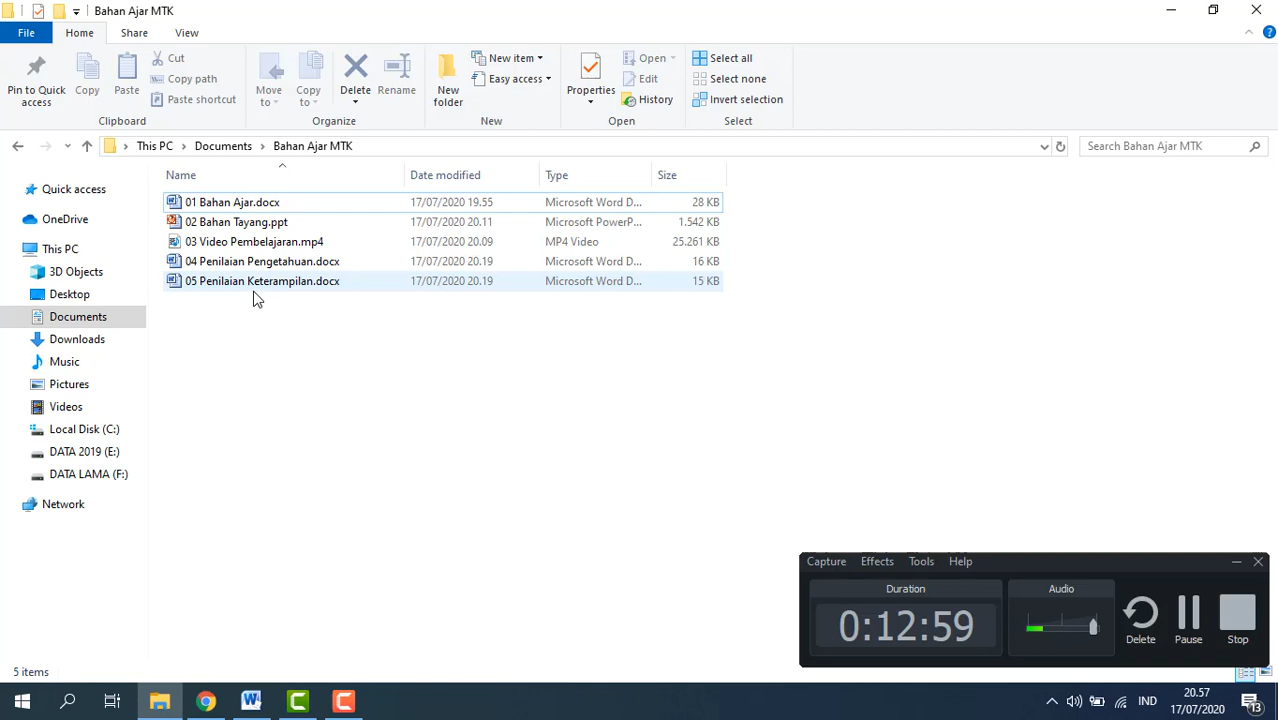 Bahan Ajar MTK
File Home Share View
Pin to Quick access
Copy
Paste
Cut
Copy path
Paste shortcut
Clipboard
Move to
Copy to
Delete
Rename
Organize
New folder
New item
Easy access
New
Properties
Open
Edit
History
Open
Select all
Select none
Invert selection
Select
This PC Documents Bahan Ajar MTK
Search Bahan Ajar MTK
Name Date modified Type Size
01 Bahan Ajar.docx 17/07/2020 19.55 Microsoft Word D... 28 KB
02 Bahan Tayang.ppt 17/07/2020 20.11 Microsoft PowerP... 1.542 KB
03 Video Pembelajaran.mp4 17/07/2020 20.09 MP4 Video 25.261 KB
04 Penilaian Pengetahuan.docx 17/07/2020 20.19 Microsoft Word D... 16 KB
05 Penilaian Keterampilan.docx 17/07/2020 20.19 Microsoft Word D... 15 KB
Quick access
OneDrive
This PC
3D Objects
Desktop
Documents
Downloads
Music
Pictures
Videos
Local Disk (C:)
DATA 2019 (E:)
DATA LAMA (F:)
Network
Capture Effects Tools Help
Duration Audio
0:12:59
Delete Pause Stop
5 items
IND
20.57
17/07/2020
13